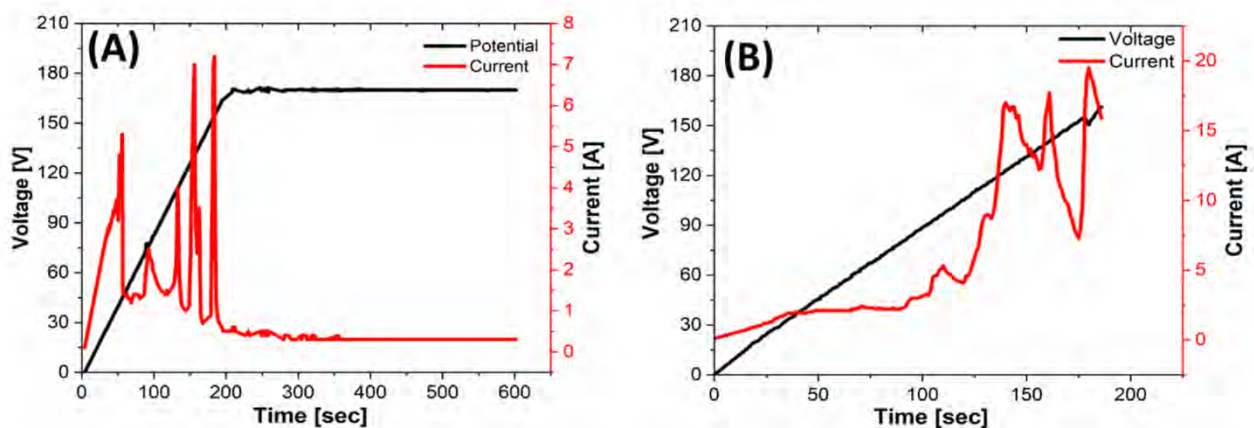 (A)
Potential
Current
Voltage [V]
210
180
150
120
90
60
30
0
8
7
6
5
4
3
2
1
0
Current [A]
0 100 200 300 400 500 600
Time [sec]
(B)
Voltage
Current
Voltage [V]
210
180
150
120
90
60
30
0
20
15
10
5
0
Current [A]
0 50 100 150 200
Time [sec]